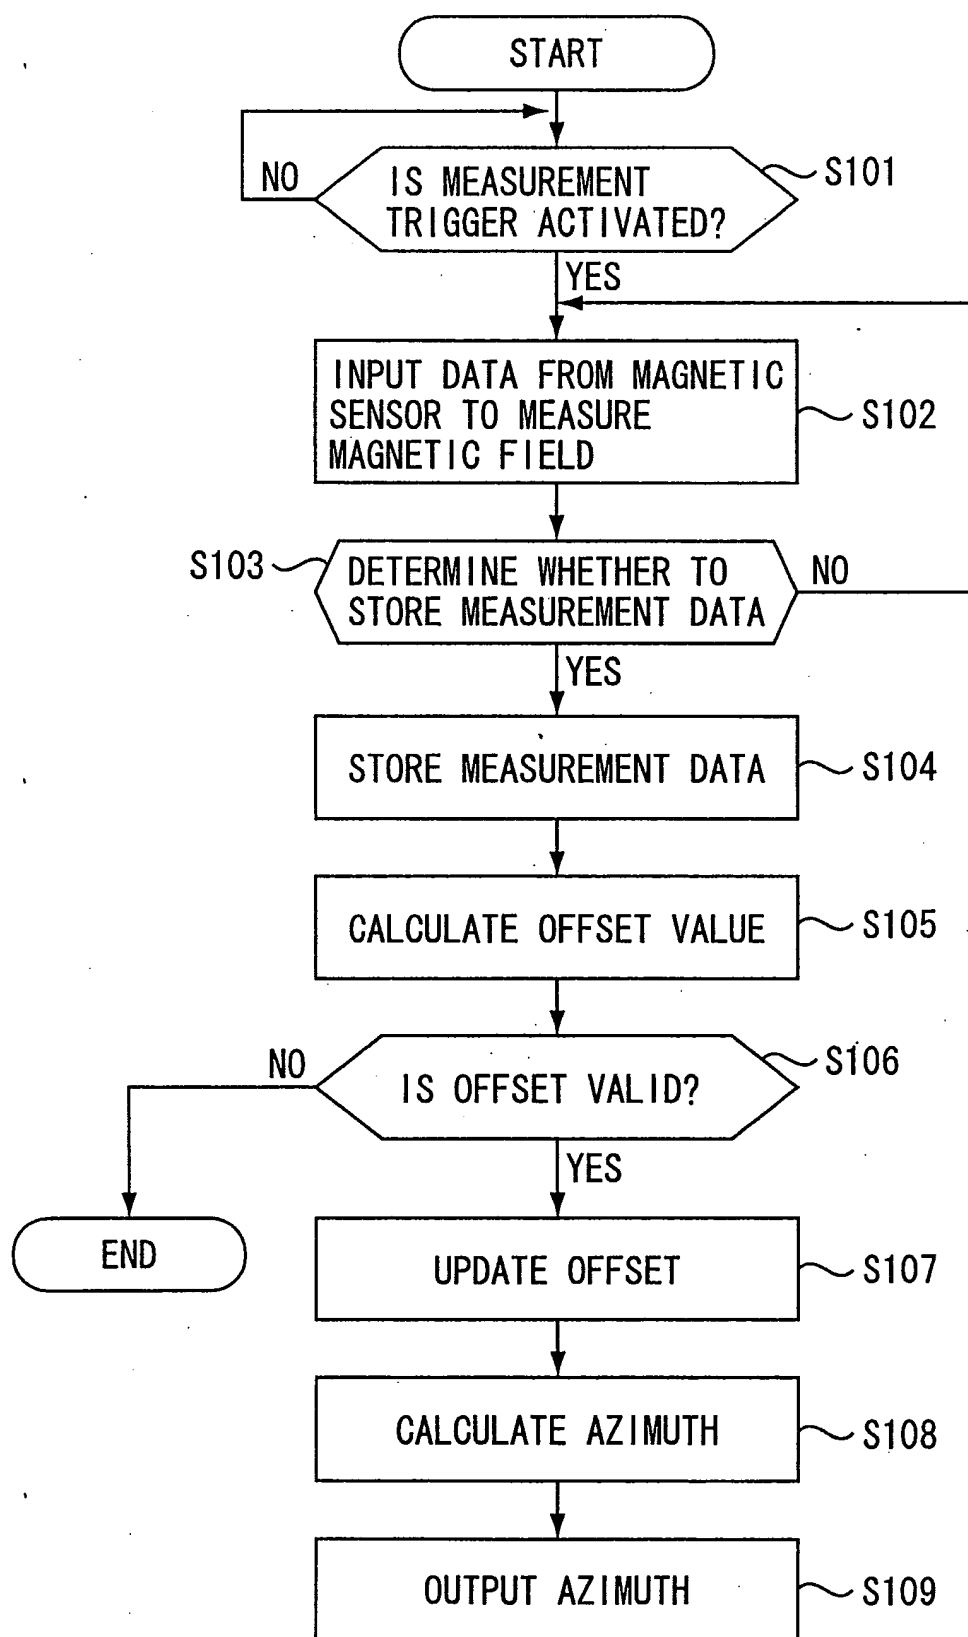 START
NO
IS MEASUREMENT
TRIGGER ACTIVATED?
S101
YES
INPUT DATA FROM MAGNETIC
SENSOR TO MEASURE
MAGNETIC FIELD
S102
S103
DETERMINE WHETHER TO
STORE MEASUREMENT DATA
NO
YES
STORE MEASUREMENT DATA
S104
CALCULATE OFFSET VALUE
S105
NO
IS OFFSET VALID?
S106
YES
END
UPDATE OFFSET
S107
CALCULATE AZIMUTH
S108
OUTPUT AZIMUTH
S109